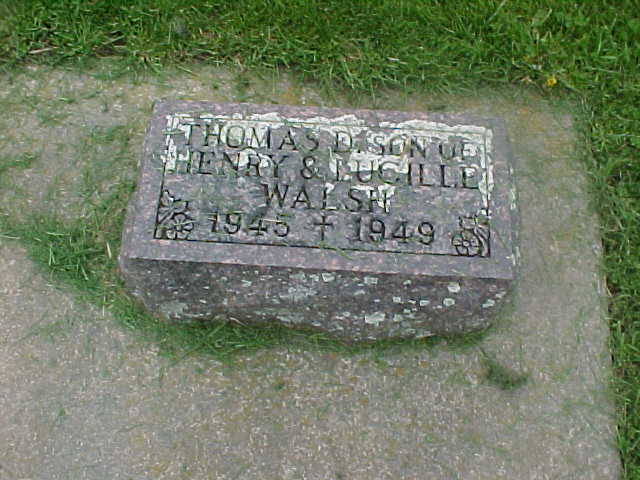 THOMAS D. SON OF
HENRY & LUCILLE
WALSH
1945 ✝ 1949